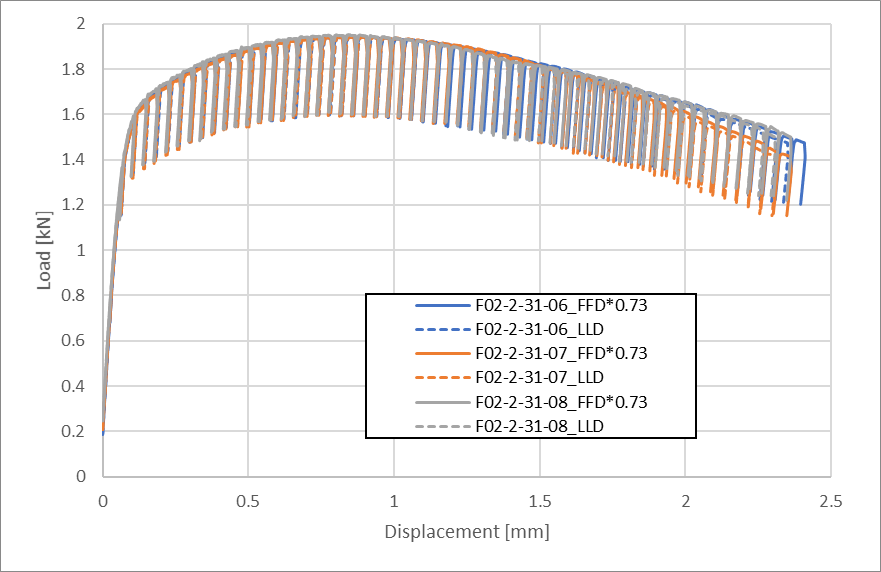 2
1.8
1.6
1.4
1.2
1
0.8
0.6
0.4
0.2
0
Load [kN]
F02-2-31-06_FFD*0.73
F02-2-31-06_LLD
F02-2-31-07_FFD*0.73
F02-2-31-07_LLD
F02-2-31-08_FFD*0.73
F02-2-31-08_LLD
0 0.5 1 1.5 2 2.5
Displacement [mm]